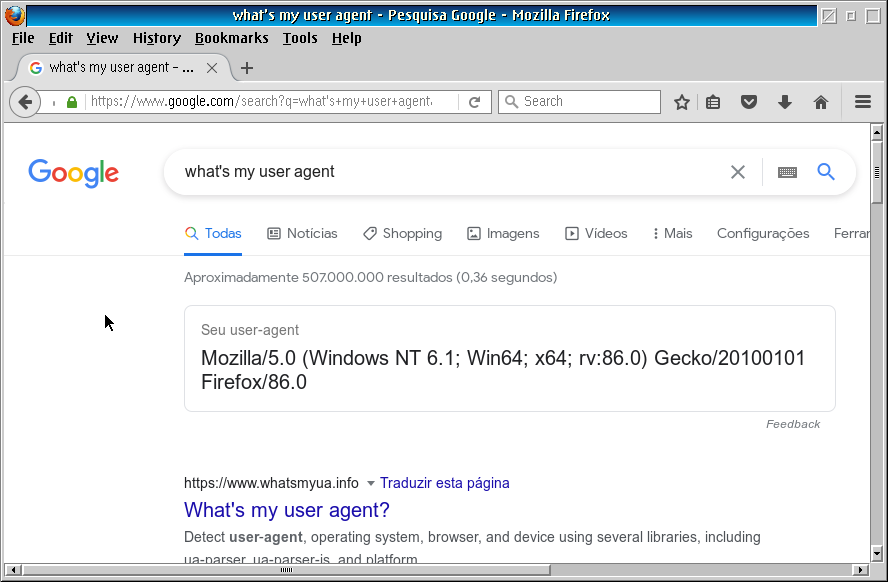 what's my user agent - Pesquisa Google - Mozilla Firefox
File Edit View History Bookmarks Tools Help
what's my user agent – ...
https://www.google.com/search?q=what's+my+user+agent
Search
Google
what's my user agent
Todas Notícias Shopping Imagens Vídeos Mais Configurações Ferrar
Aproximadamente 507.000.000 resultados (0,36 segundos)
Seu user-agent
Mozilla/5.0 (Windows NT 6.1; Win64; x64; rv:86.0) Gecko/20100101
Firefox/86.0
Feedback
https://www.whatsmyua.info Traduzir esta página
What's my user agent?
Detect user-agent, operating system, browser, and device using several libraries, including
ua-parser, ua-parser-js, and platform.